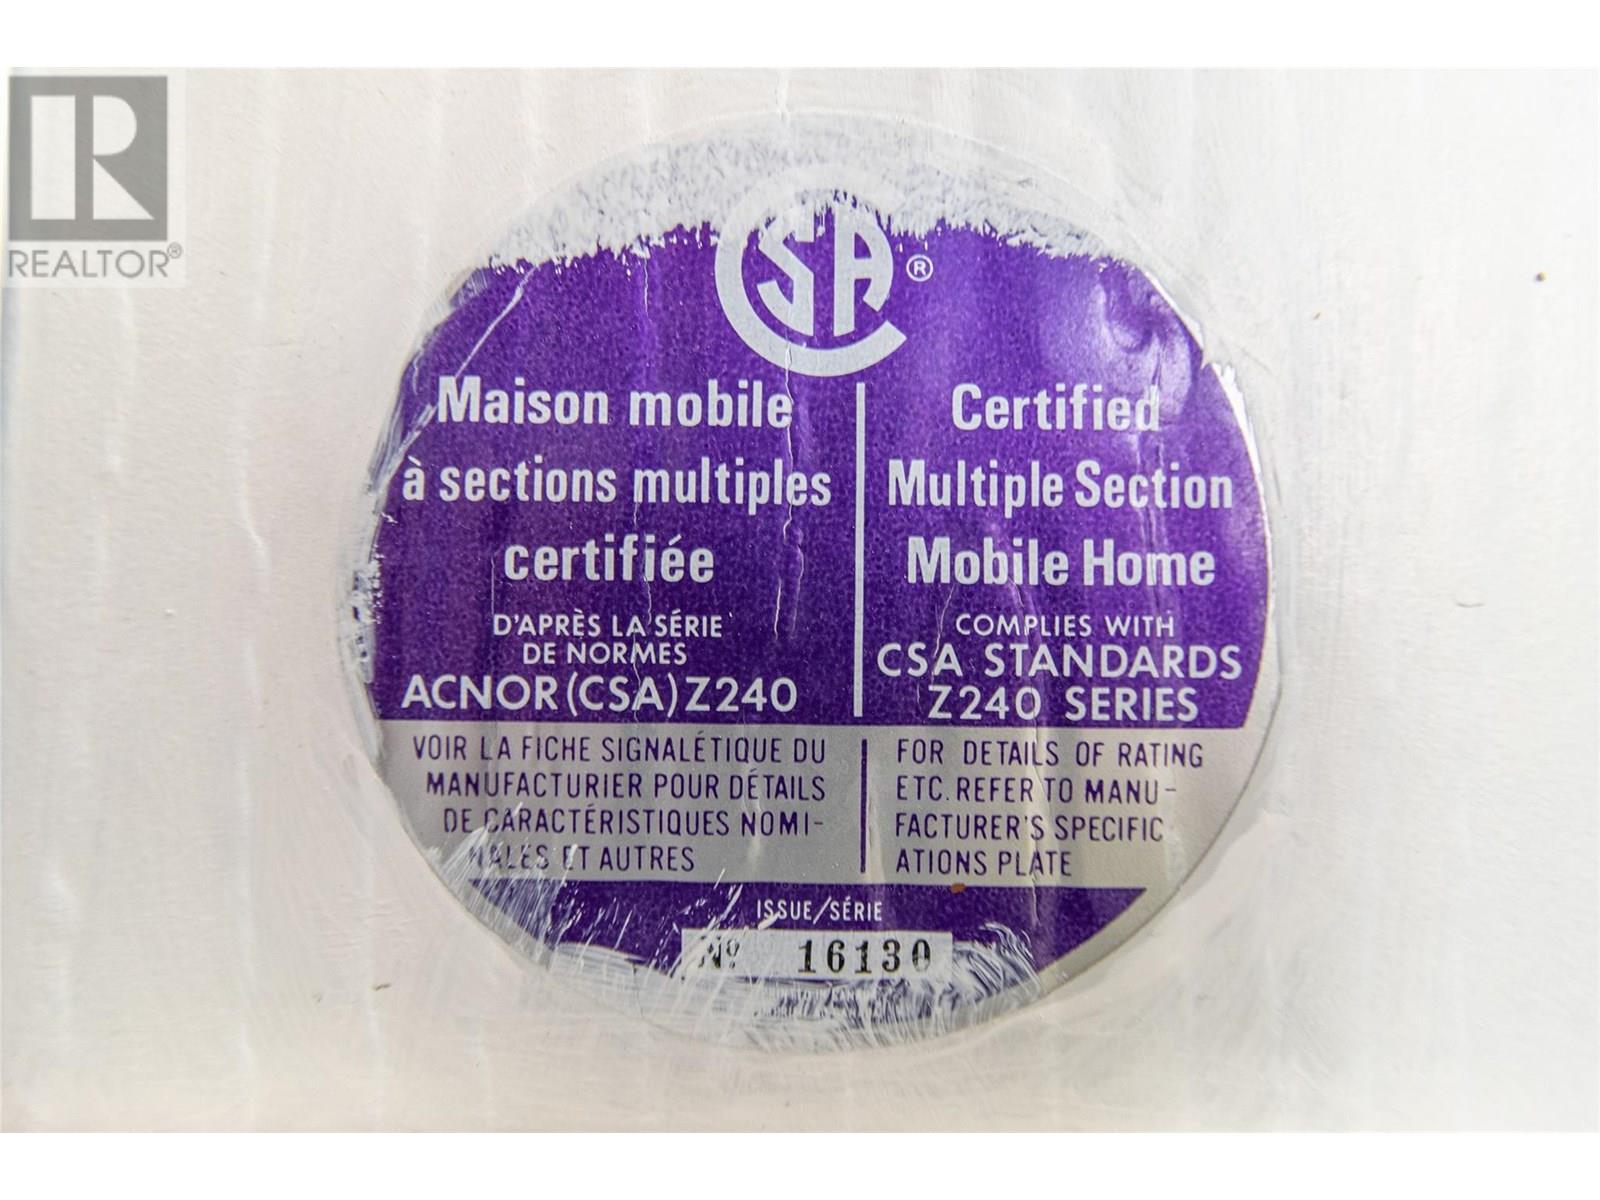 REALTOR®
CSA ®
Maison mobile
à sections multiples
certifiée
D'APRÈS LA SÉRIE
DE NORMES
ACNOR (CSA) Z240
VOIR LA FICHE SIGNALÉTIQUE DU
MANUFACTURIER POUR DÉTAILS
DE CARACTÉRISTIQUES NOMI-
NALES ET AUTRES
Certified
Multiple Section
Mobile Home
COMPLIES WITH
CSA STANDARDS
Z240 SERIES
FOR DETAILS OF RATING
ETC. REFER TO MANU-
FACTURER'S SPECIFIC
ATIONS PLATE
ISSUE/SÉRIE
Nº 16130